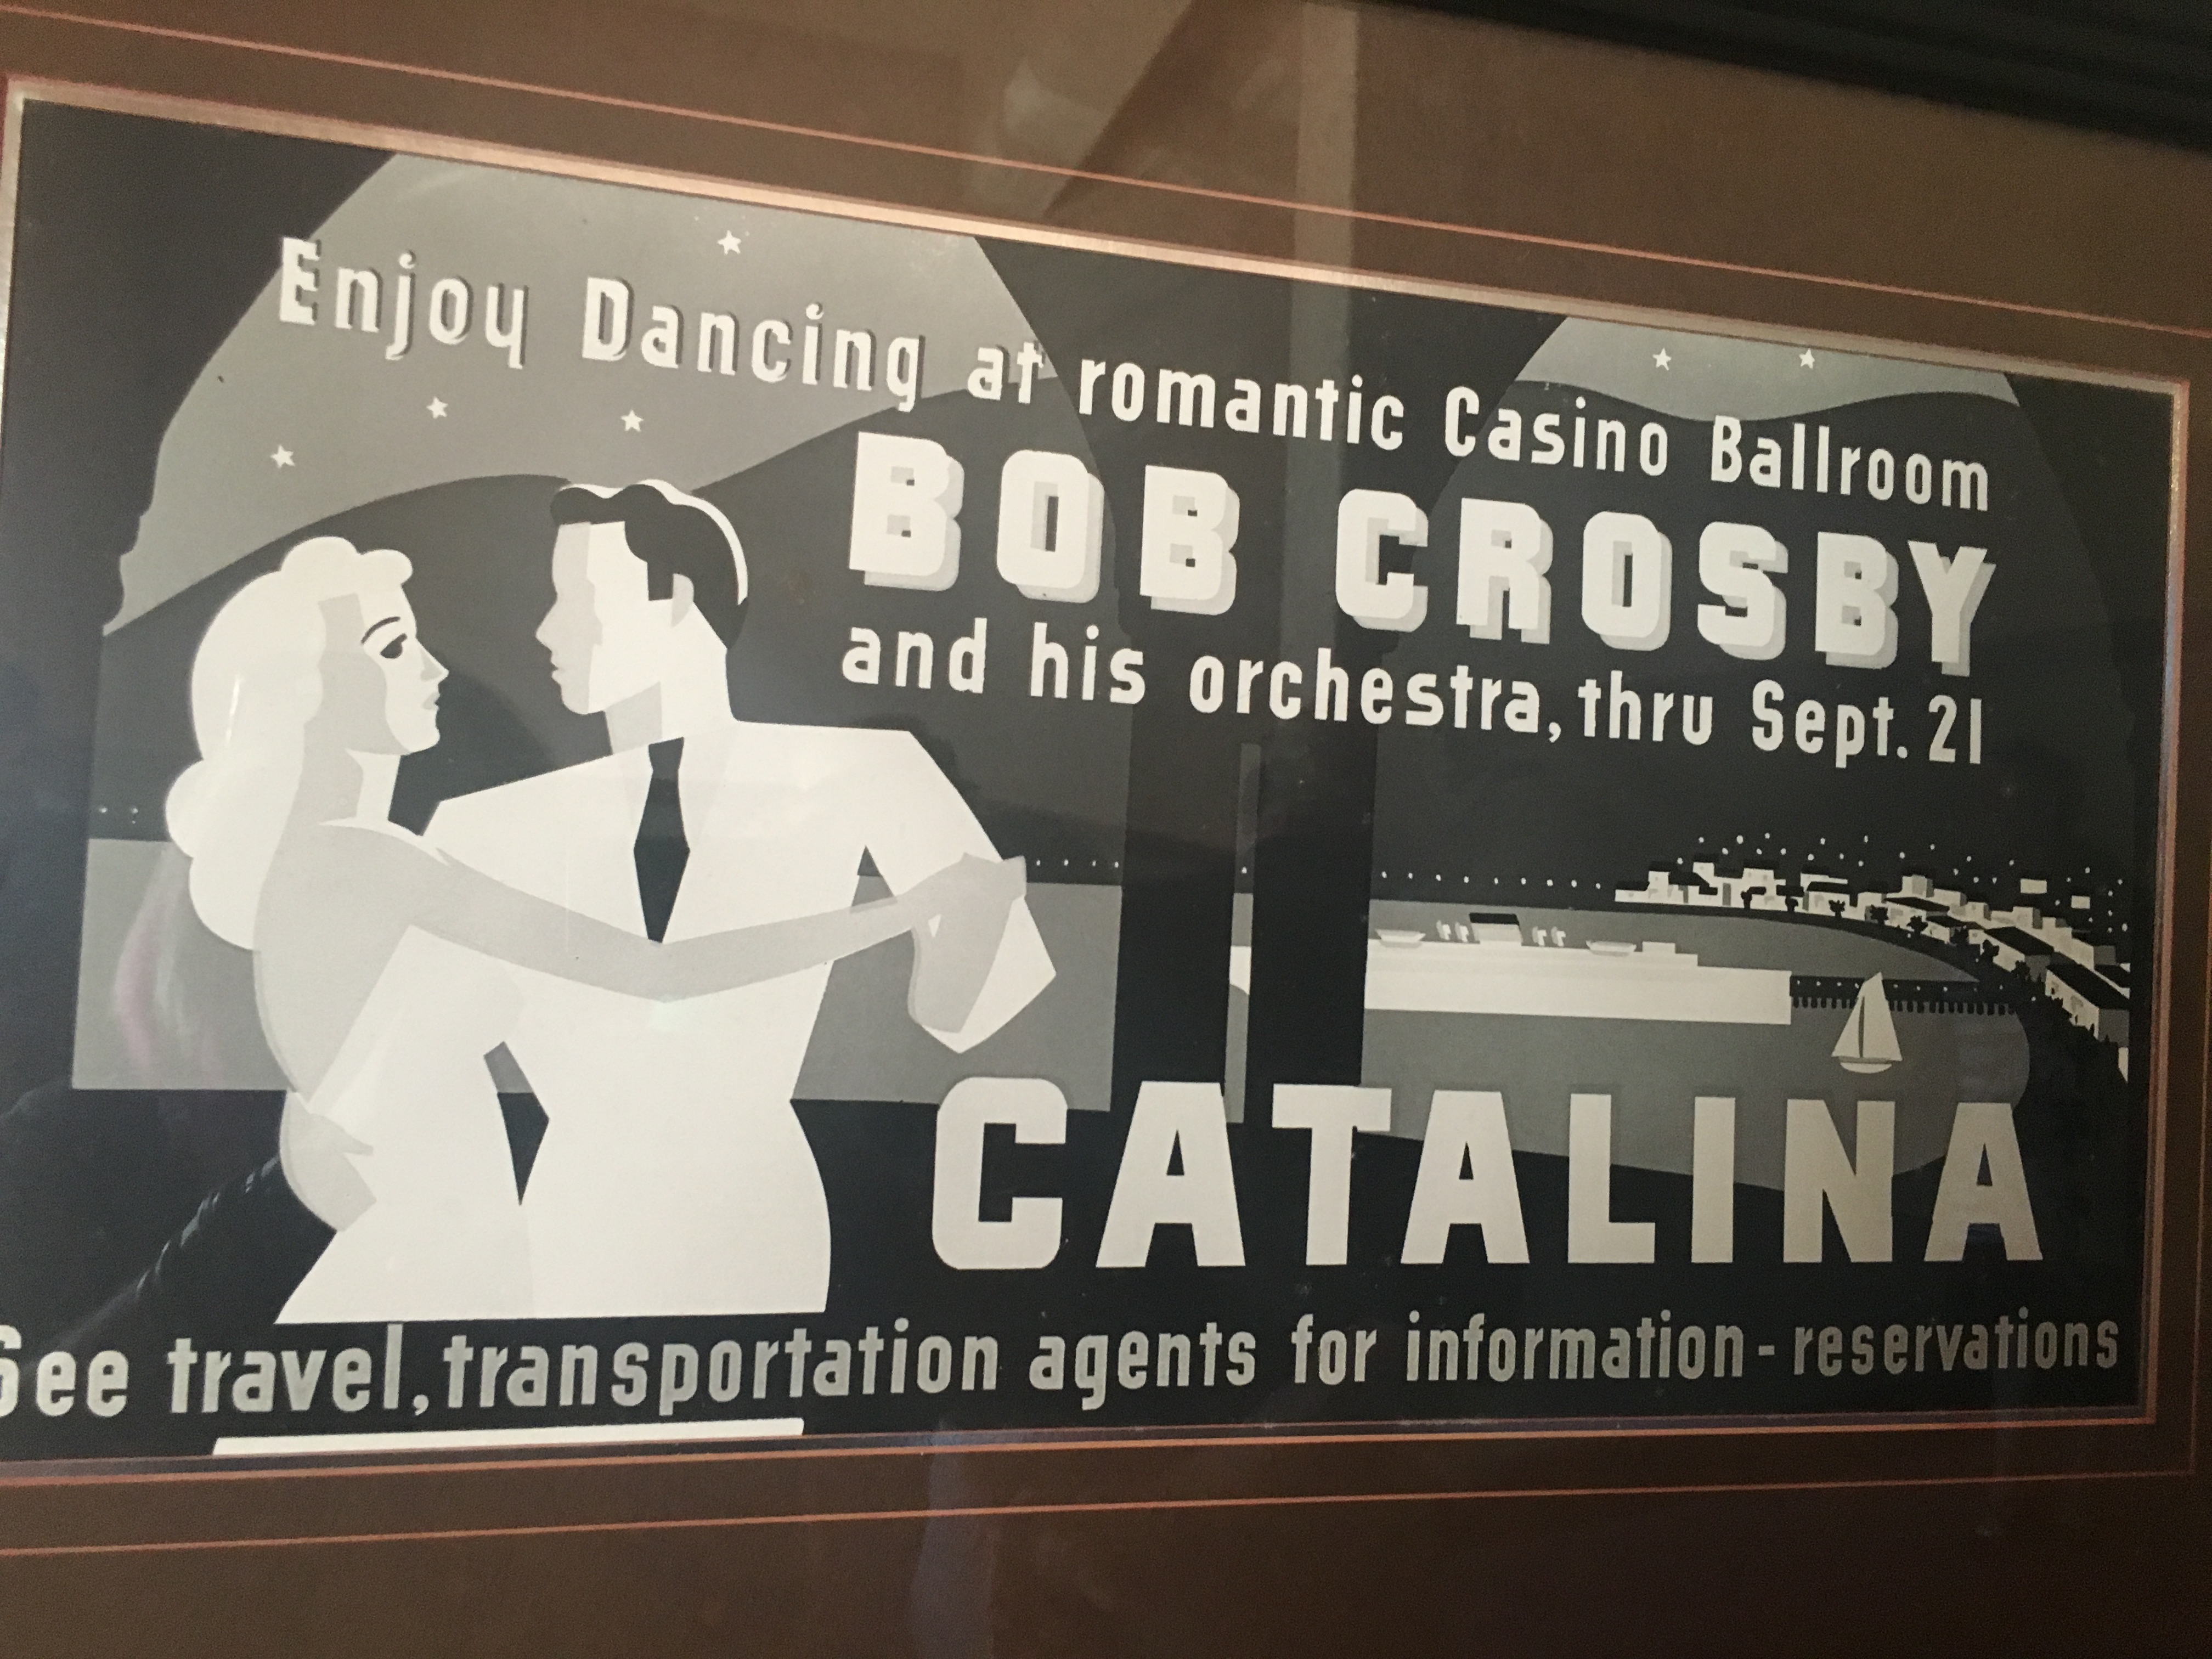 Enjoy Dancing at romantic Casino Ballroom
BOB CROSBY
and his orchestra, thru Sept. 21
CATALINA
See travel, transportation agents for information - reservations